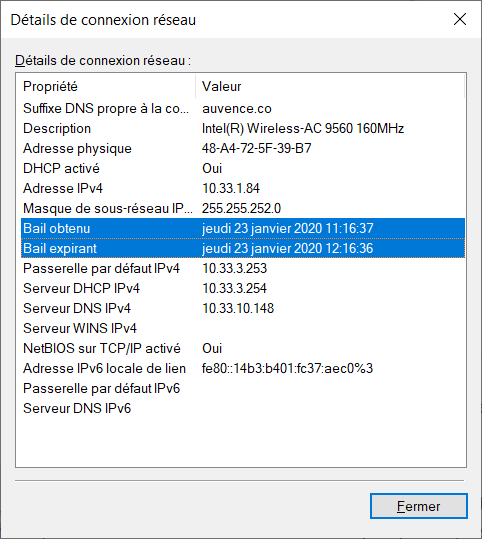 Détails de connexion réseau
Détails de connexion réseau :
Propriété Valeur
Suffixe DNS propre à la co... auvence.co
Description Intel(R) Wireless-AC 9560 160MHz
Adresse physique 48-A4-72-5F-39-B7
DHCP activé Oui
Adresse IPv4 10.33.1.84
Masque de sous-réseau IP... 255.255.252.0
Bail obtenu jeudi 23 janvier 2020 11:16:37
Bail expirant jeudi 23 janvier 2020 12:16:36
Passerelle par défaut IPv4 10.33.3.253
Serveur DHCP IPv4 10.33.3.254
Serveur DNS IPv4 10.33.10.148
Serveur WINS IPv4
NetBIOS sur TCP/IP activé Oui
Adresse IPv6 locale de lien fe80::14b3:b401:fc37:aec0%3
Passerelle par défaut IPv6
Serveur DNS IPv6
Fermer